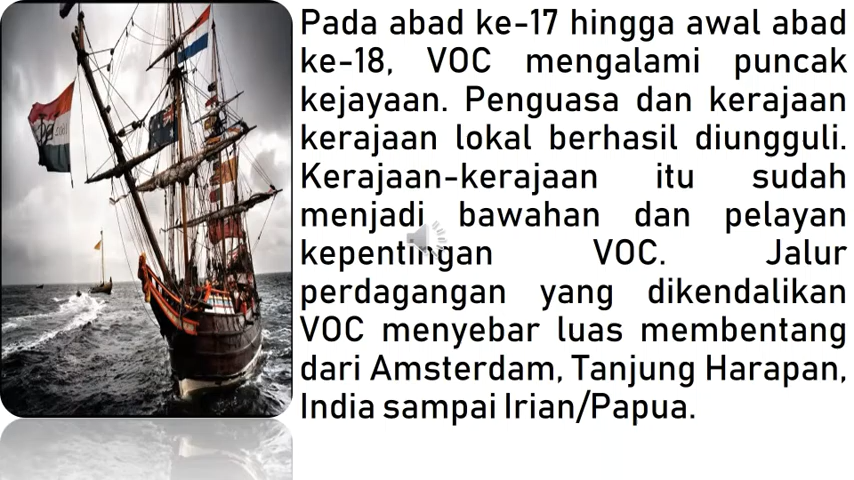 Pada abad ke-17 hingga awal abad
ke-18, VOC mengalami puncak
kejayaan. Penguasa dan kerajaan
kerajaan lokal berhasil diungguli.
Kerajaan-kerajaan itu sudah
menjadi bawahan dan pelayan
kepentingan VOC. Jalur
perdagangan yang dikendalikan
VOC menyebar luas membentang
dari Amsterdam, Tanjung Harapan,
India sampai Irian/Papua.